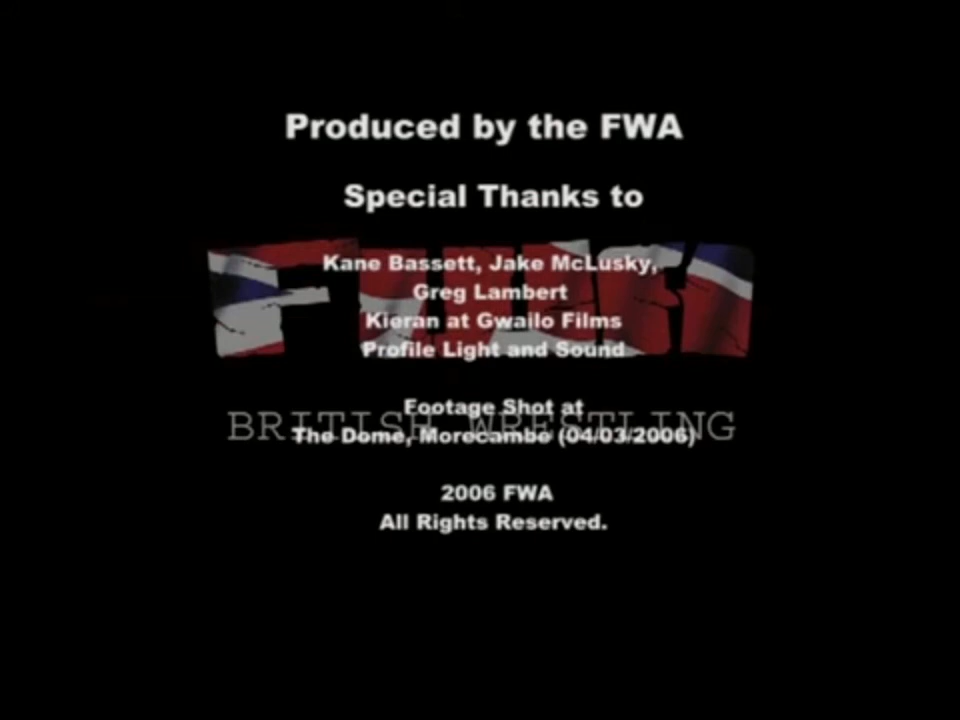 Produced by the FWA
Special Thanks to
FWA
Kane Bassett, Jake McLusky,
Greg Lambert
Kieran at Gwailo Films
Profile Light and Sound
Footage Shot at
BRITISH WRESTLING
The Dome, Morecambe (04/03/2006)
2006 FWA
All Rights Reserved.